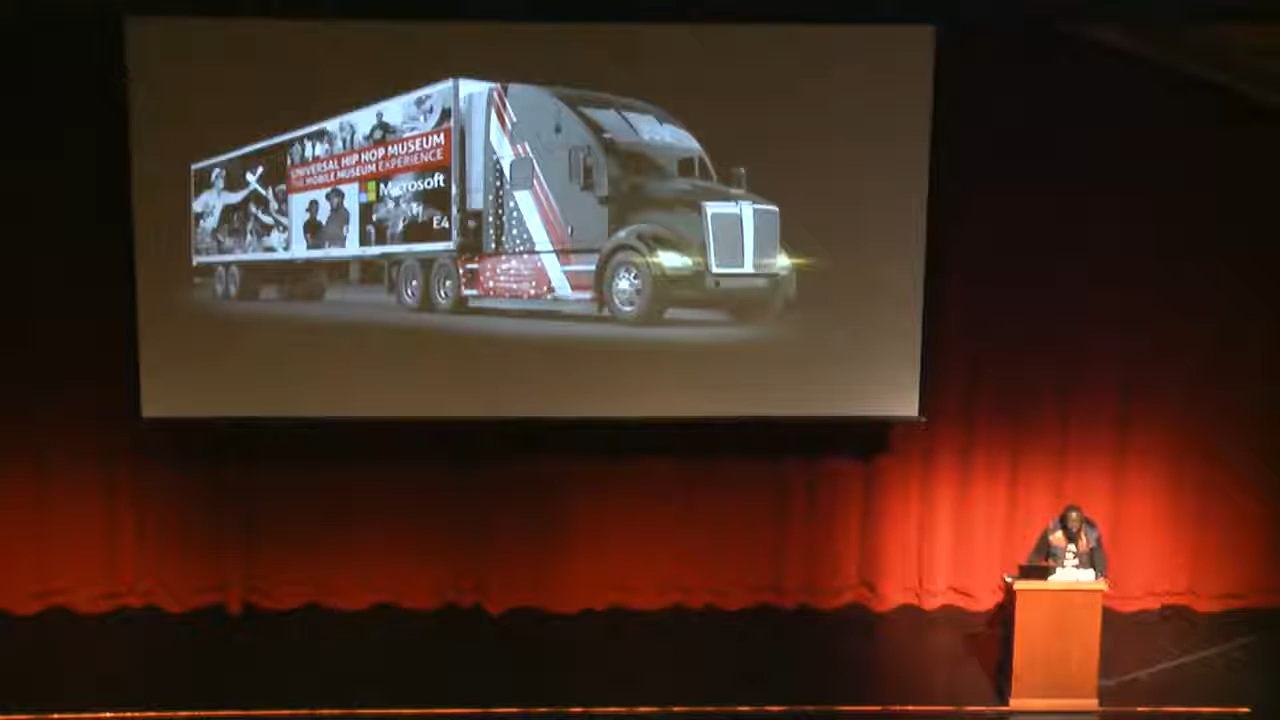 UNIVERSAL HIP HOP MUSEUM
THE MOBILE MUSEUM EXPERIENCE
Microsoft
E4